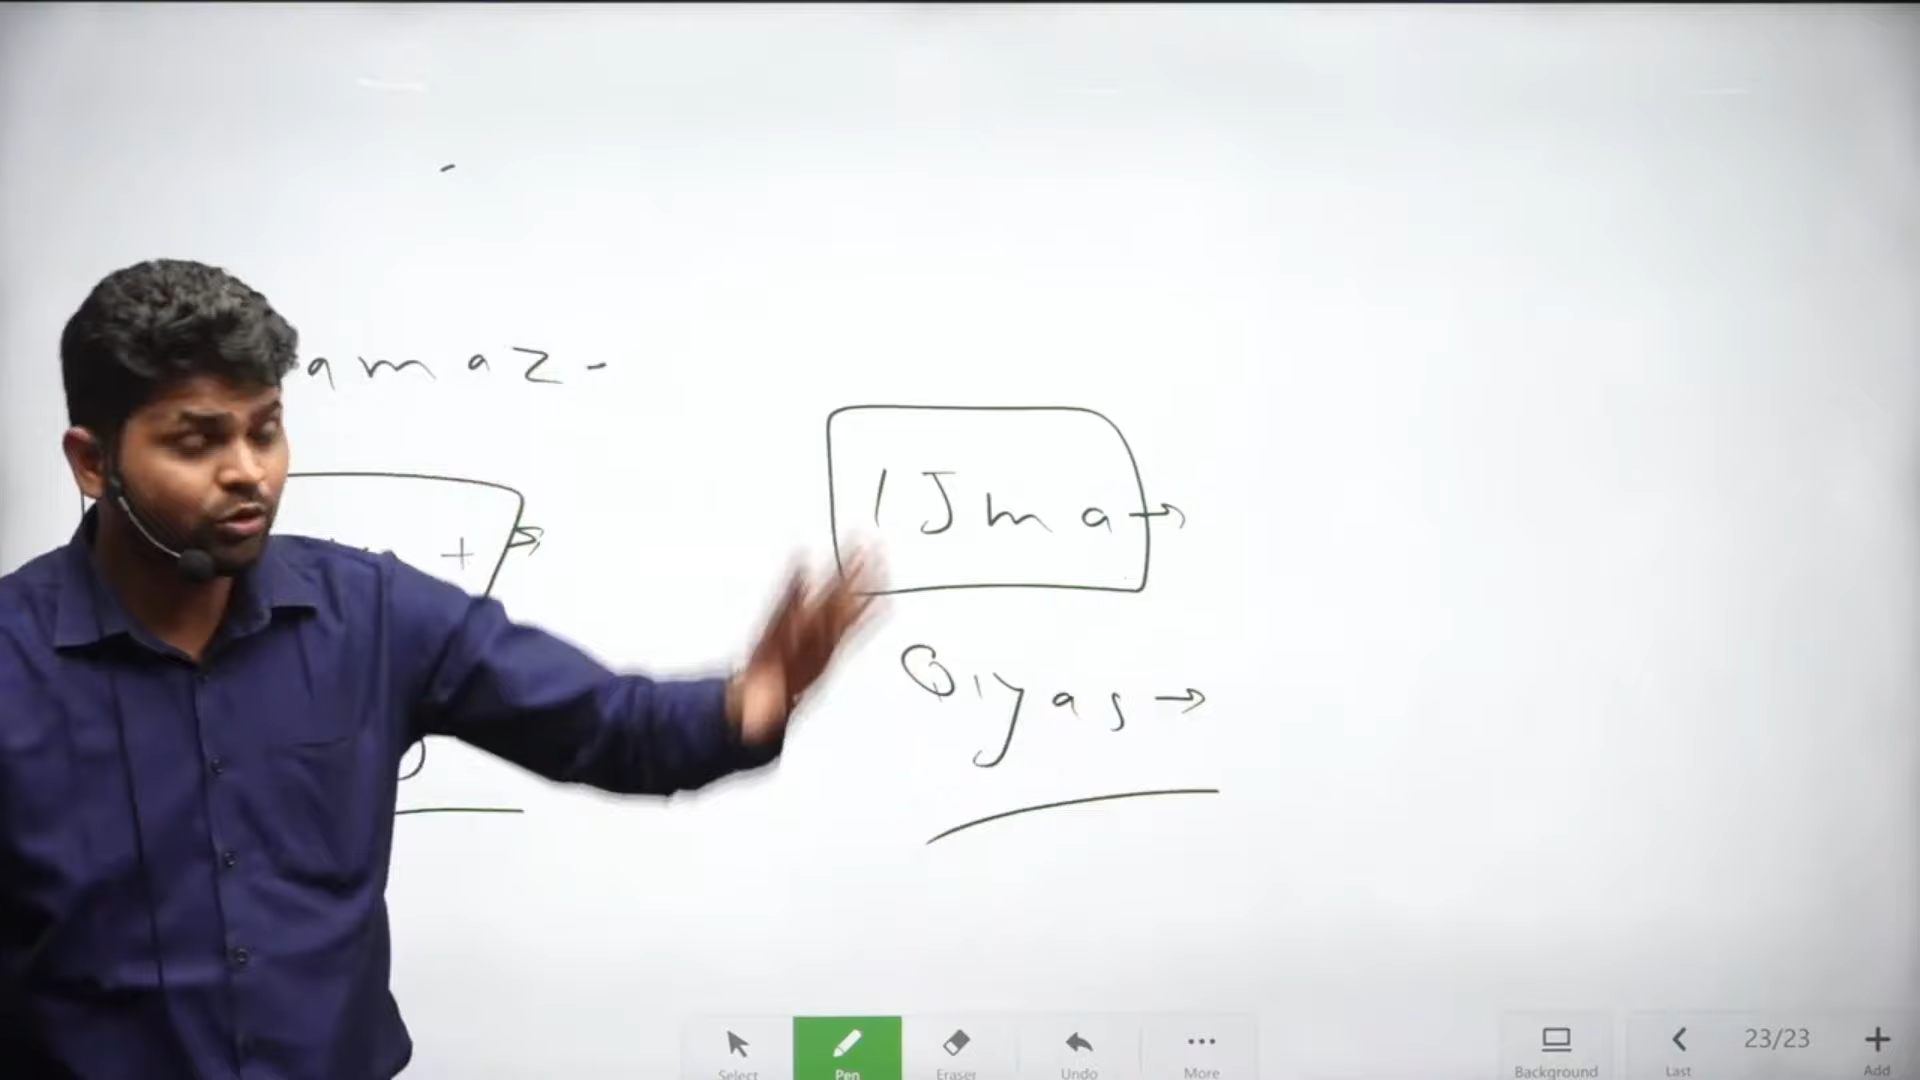 amaz -
+ →
IJma →
Qiyas →
Select Pen Eraser Undo More Background Last 23/23 Add